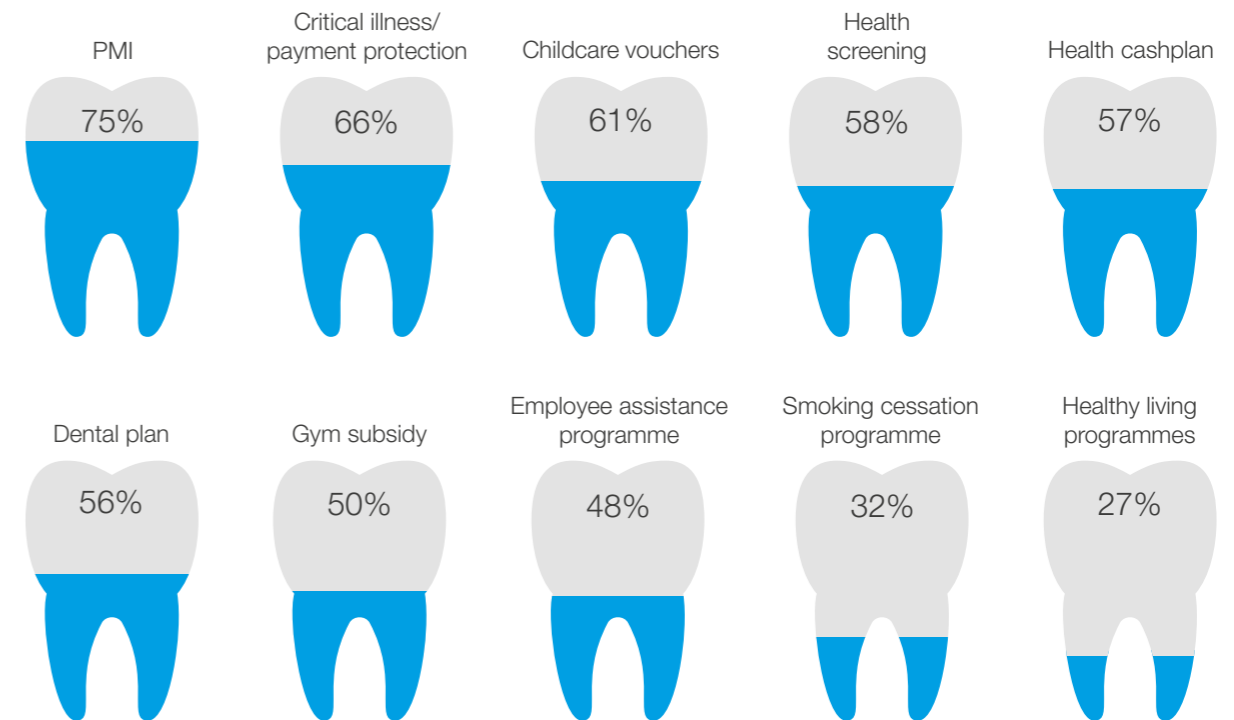 PMI
75%
Critical illness/
payment protection
66%
Childcare vouchers
61%
Health
screening
58%
Health cashplan
57%
Dental plan
56%
Gym subsidy
50%
Employee assistance
programme
48%
Smoking cessation
programme
32%
Healthy living
programmes
27%